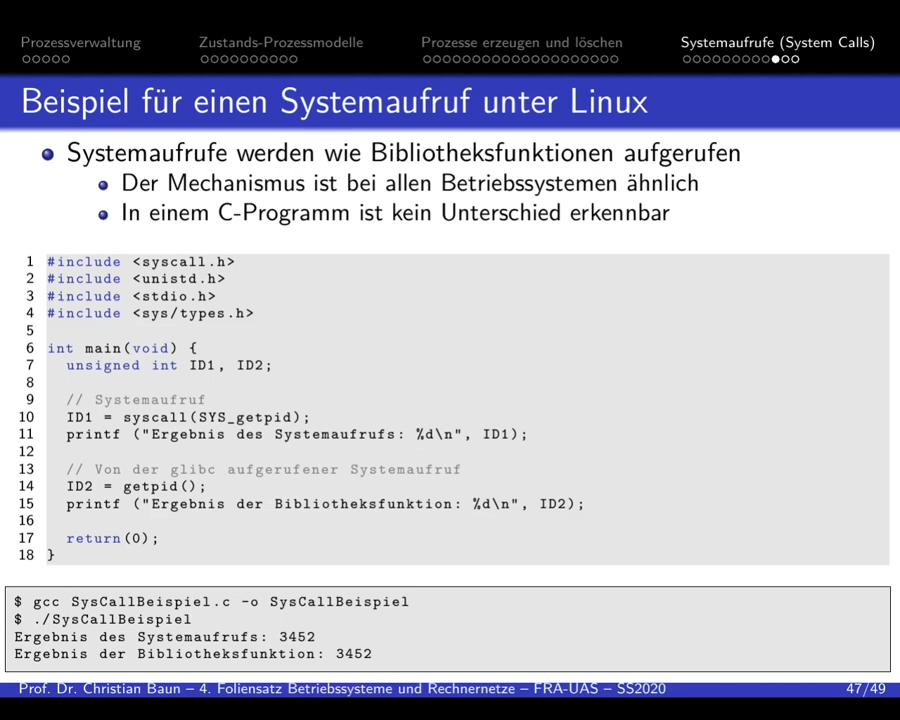 Prozessverwaltung Zustands-Prozessmodelle Prozesse erzeugen und löschen Systemaufrufe (System Calls)
Beispiel für einen Systemaufruf unter Linux
Systemaufrufe werden wie Bibliotheksfunktionen aufgerufen
Der Mechanismus ist bei allen Betriebssystemen ähnlich
In einem C-Programm ist kein Unterschied erkennbar
1 #include <syscall.h>
2 #include <unistd.h>
3 #include <stdio.h>
4 #include <sys/types.h>
5
6 int main(void) {
7   unsigned int ID1, ID2;
8
9   // Systemaufruf
10   ID1 = syscall(SYS_getpid);
11   printf ("Ergebnis des Systemaufrufs: %d\n", ID1);
12
13   // Von der glibc aufgerufener Systemaufruf
14   ID2 = getpid();
15   printf ("Ergebnis der Bibliotheksfunktion: %d\n", ID2);
16
17   return(0);
18 }
$ gcc SysCallBeispiel.c -o SysCallBeispiel
$ ./SysCallBeispiel
Ergebnis des Systemaufrufs: 3452
Ergebnis der Bibliotheksfunktion: 3452
Prof. Dr. Christian Baun – 4. Foliensatz Betriebssysteme und Rechnernetze – FRA-UAS – SS2020 47/49